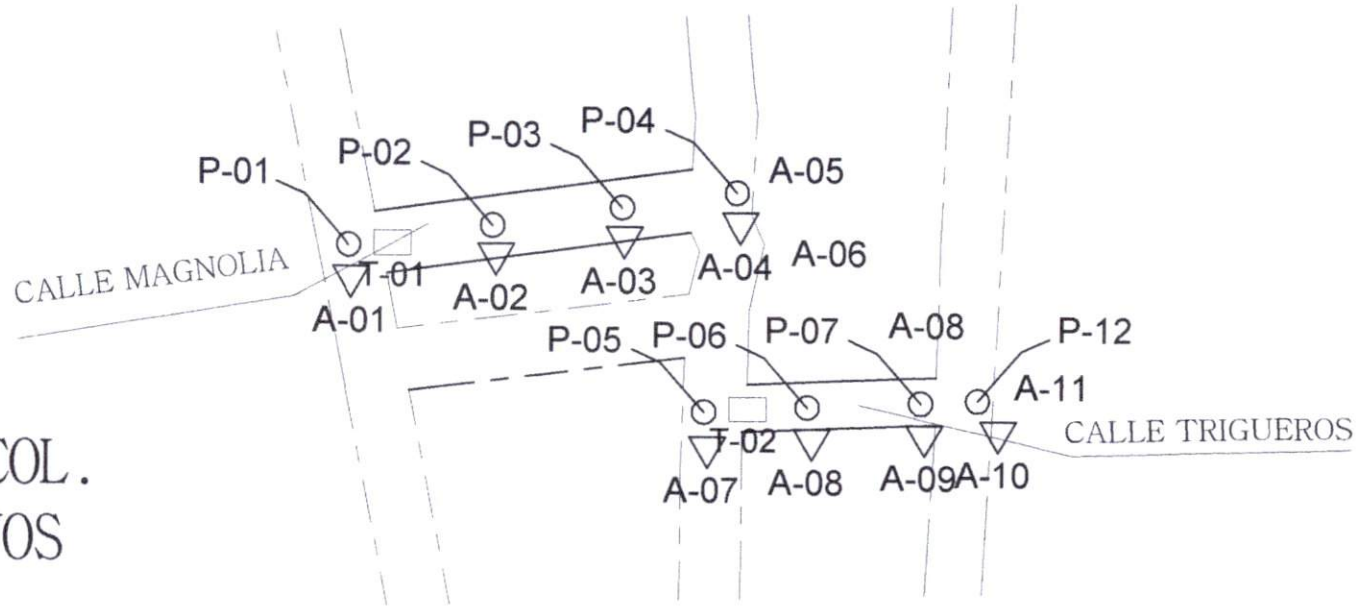 P-01
P-02
P-03
P-04
A-05
CALLE MAGNOLIA
T-01
A-01
A-02
A-03
A-04
A-06
P-05
P-06
P-07
A-08
P-12
A-11
COL.
T-02
CALLE TRIGUEROS
A-07
A-08
A-09
A-10
OS